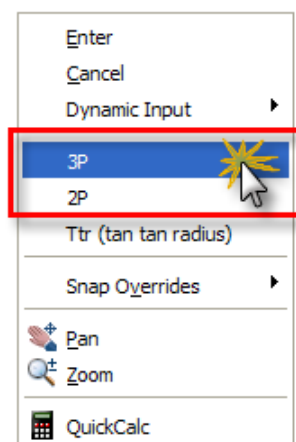 Enter
Cancel
Dynamic Input
3P
2P
Ttr (tan tan radius)
Snap Overrides
Pan
Zoom
QuickCalc